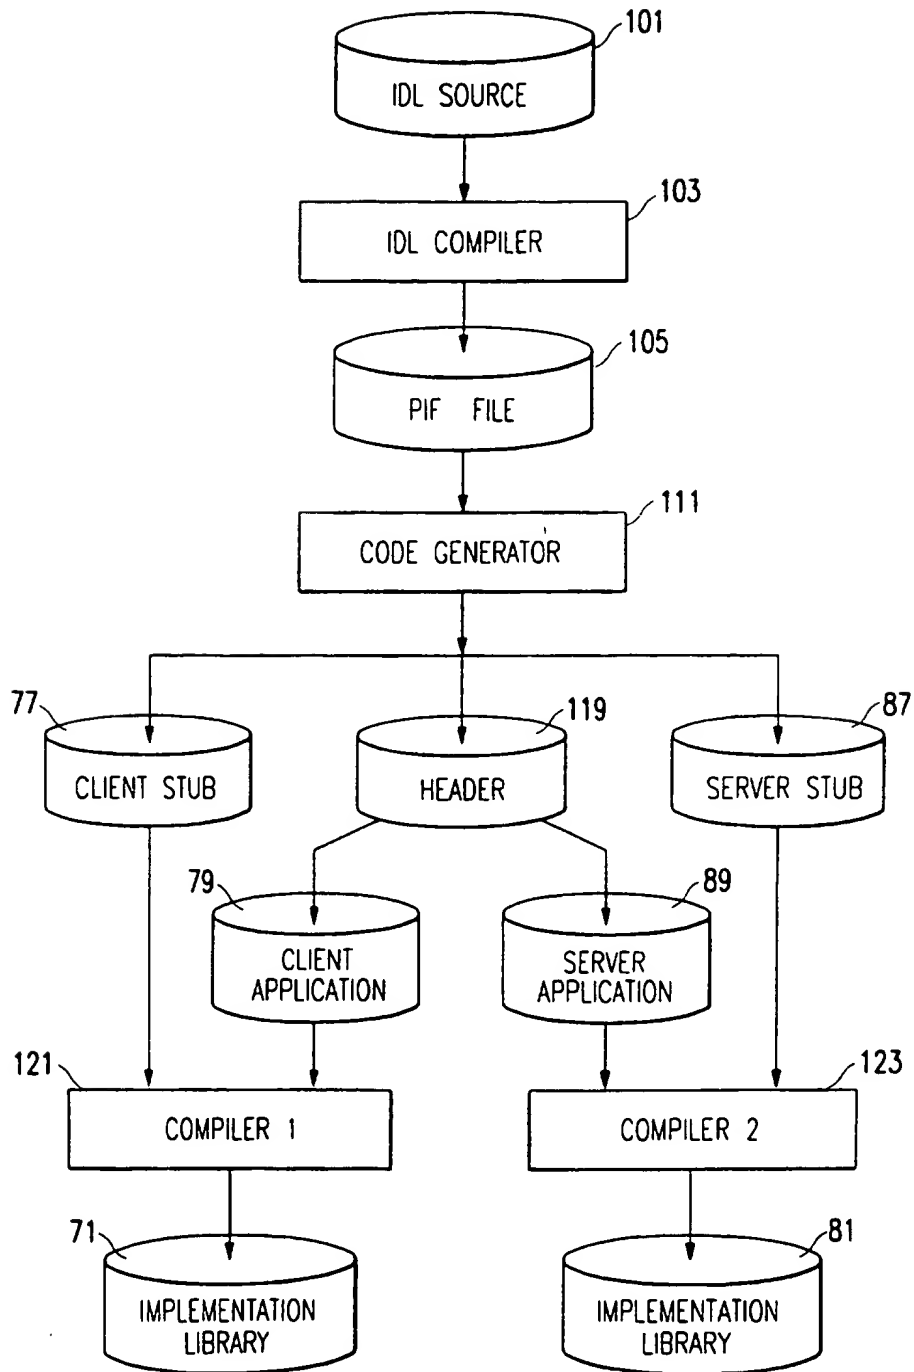 101
IDL SOURCE
103
IDL COMPILER
105
PIF FILE
111
CODE GENERATOR
77
119
87
CLIENT STUB
HEADER
SERVER STUB
79
89
CLIENT
APPLICATION
SERVER
APPLICATION
121
123
COMPILER 1
COMPILER 2
71
81
IMPLEMENTATION
LIBRARY
IMPLEMENTATION
LIBRARY